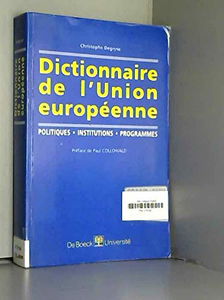 Christophe Degryse
Dictionnaire
de l'Union
européenne
POLITIQUES • INSTITUTIONS • PROGRAMMES
Préface de Paul COLLOWALD
De Boeck Université